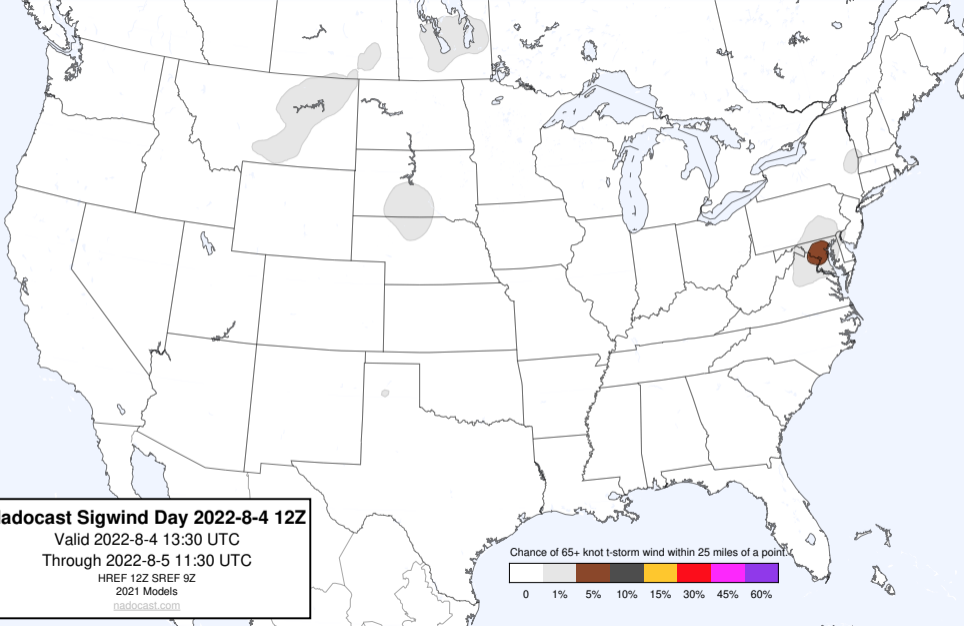 adocast Sigwind Day 2022-8-4 12Z
Valid 2022-8-4 13:30 UTC
Through 2022-8-5 11:30 UTC
HREF 12Z SREF 9Z
2021 Models
nadocast.com
Chance of 65+ knot t-storm wind within 25 miles of a point.
0 1% 5% 10% 15% 30% 45% 60%